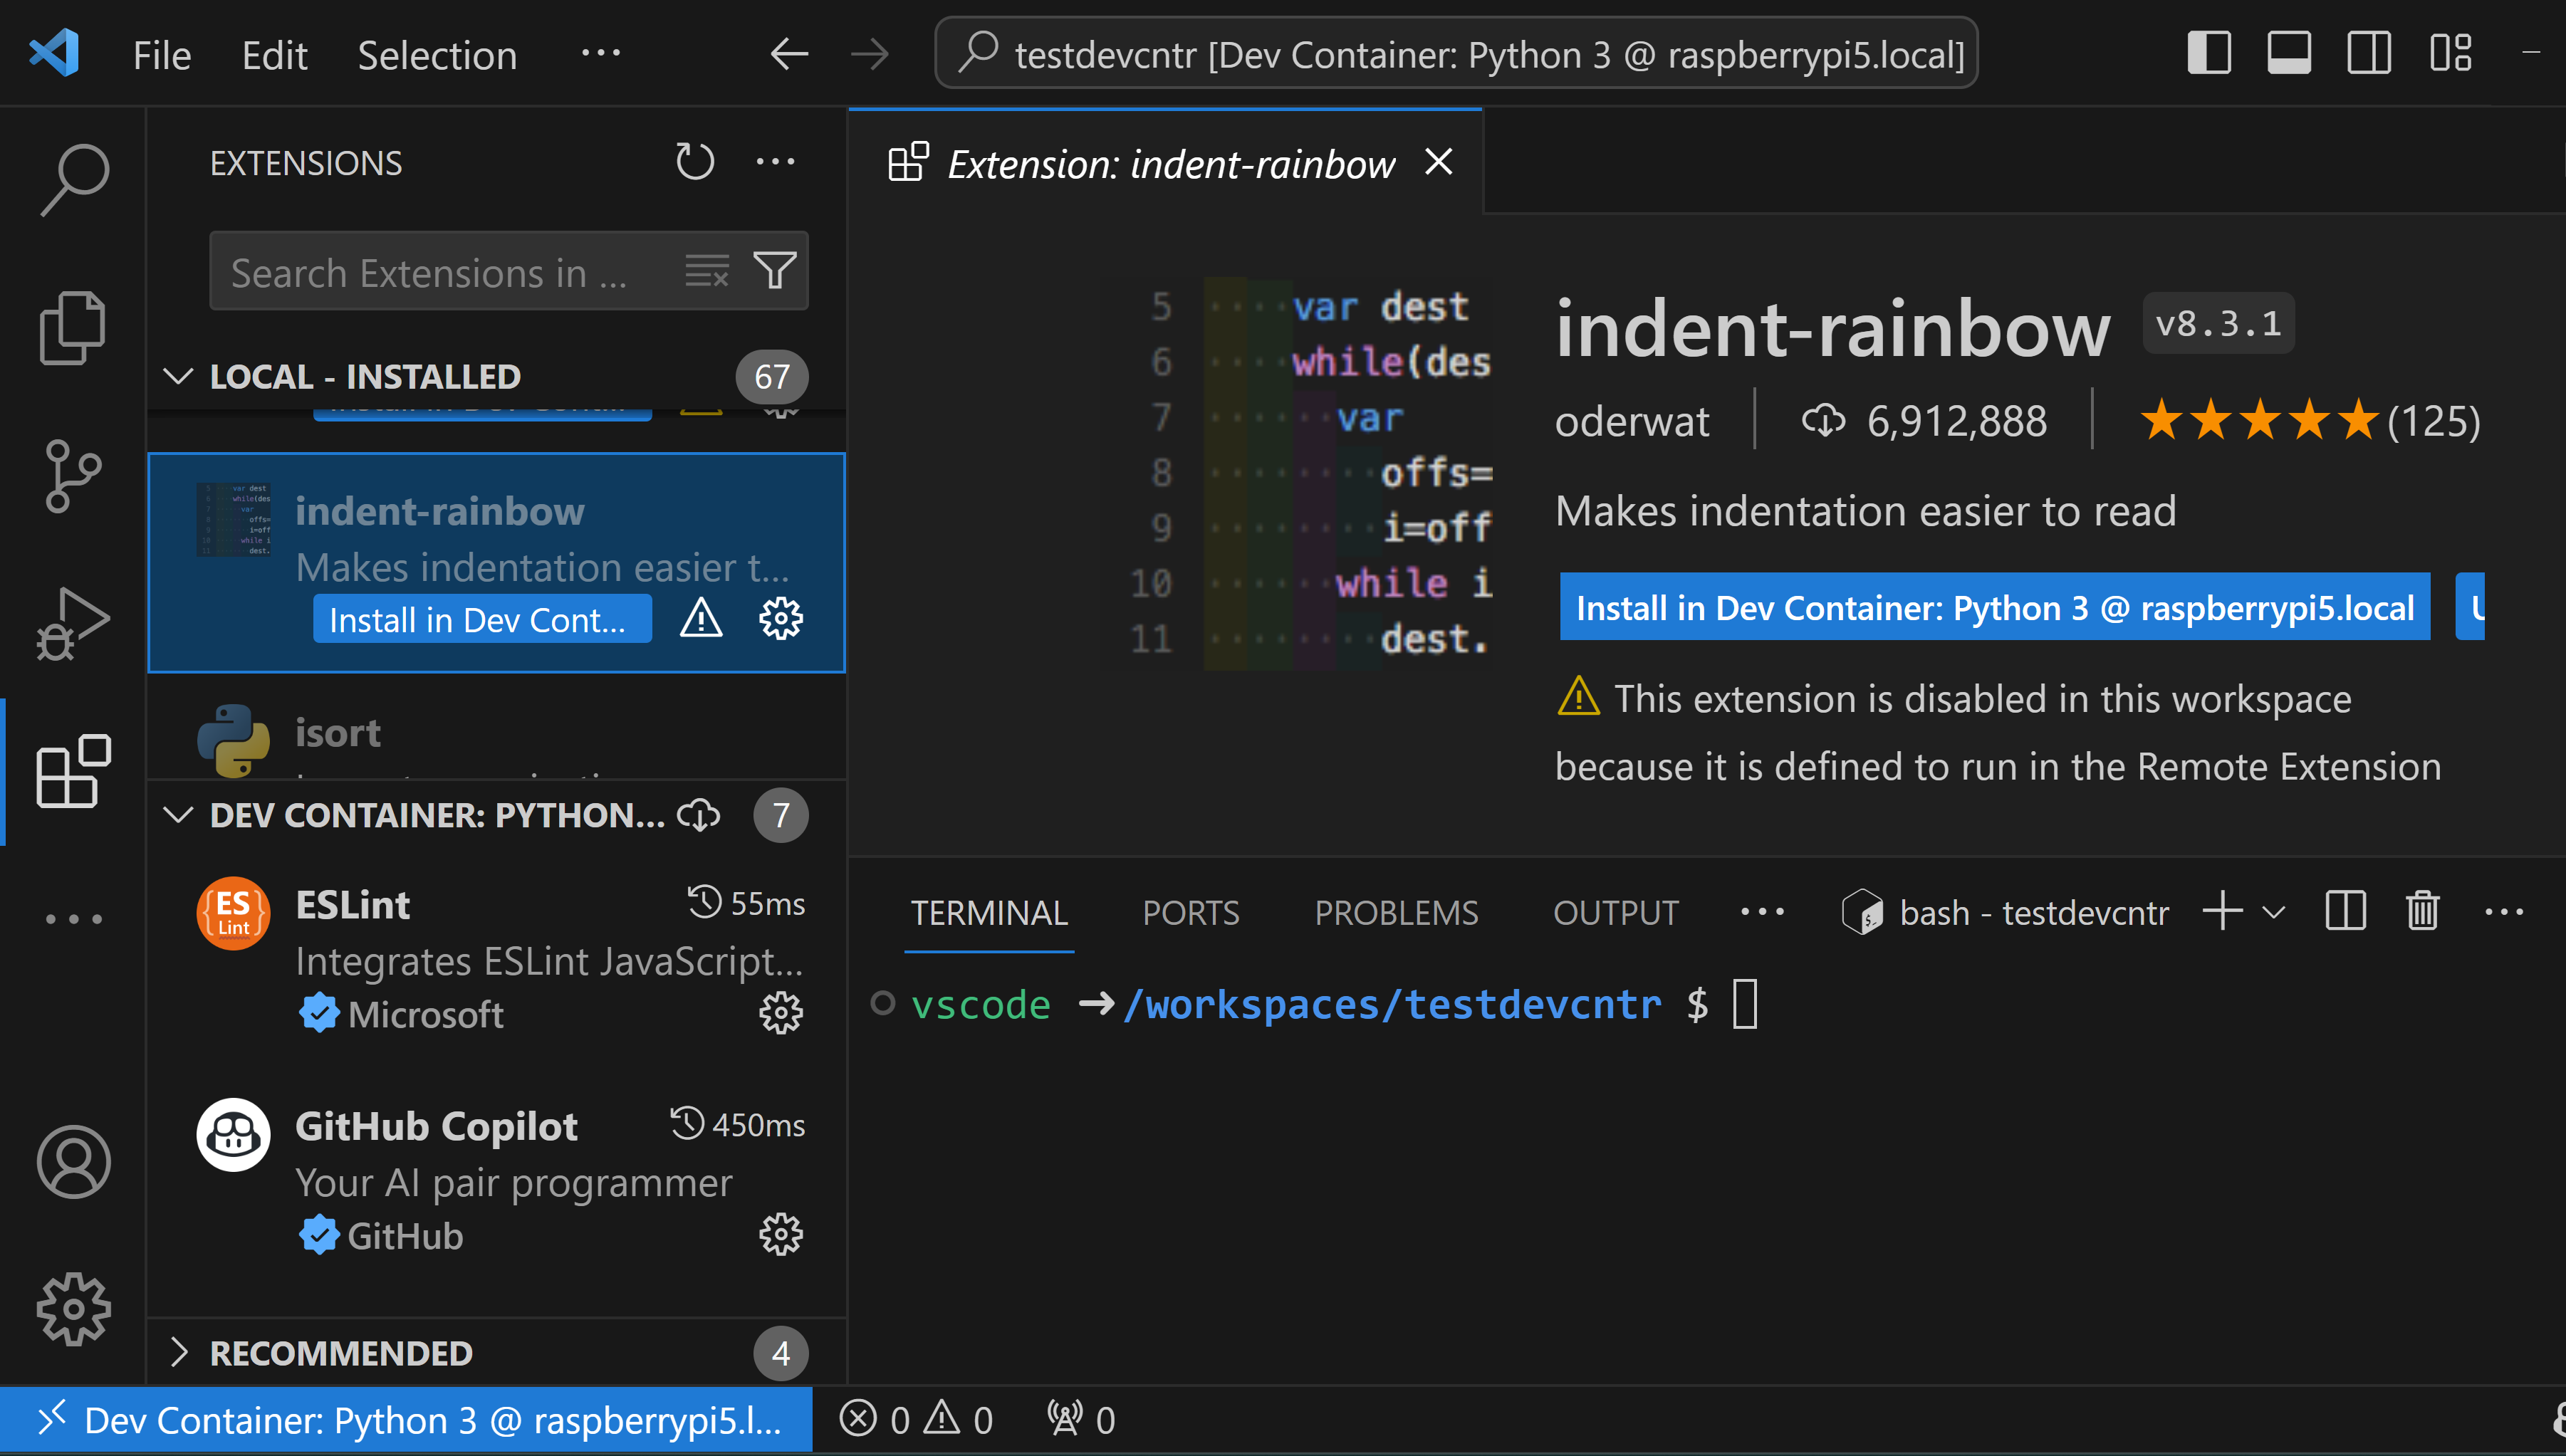 File Edit Selection ···
testdevcntr [Dev Container: Python 3 @ raspberrypi5.local]
EXTENSIONS
Search Extensions in ...
LOCAL - INSTALLED 67
indent-rainbow
Makes indentation easier t...
Install in Dev Cont...
isort
DEV CONTAINER: PYTHON... 7
ESLint 55ms
Integrates ESLint JavaScript...
Microsoft
GitHub Copilot 450ms
Your AI pair programmer
GitHub
RECOMMENDED 4
Extension: indent-rainbow
5 var dest
6 while(des
7 var
8 offs=
9 i=off
10 while i
11 dest.
indent-rainbow v8.3.1
oderwat 6,912,888 ★★★★★(125)
Makes indentation easier to read
Install in Dev Container: Python 3 @ raspberrypi5.local
This extension is disabled in this workspace
because it is defined to run in the Remote Extension
TERMINAL PORTS PROBLEMS OUTPUT ··· bash - testdevcntr
vscode ➜ /workspaces/testdevcntr $
Dev Container: Python 3 @ raspberrypi5.l... 0 0 0